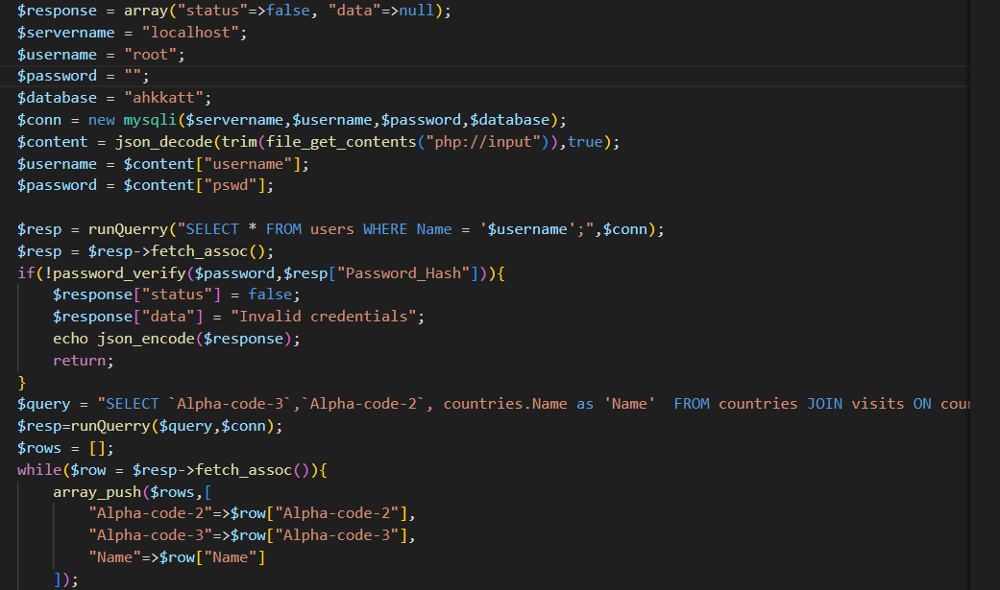 $response = array("status"=>false, "data"=>null);
$servername = "localhost";
$username = "root";
$password = "";
$database = "ahkkatt";
$conn = new mysqli($servername,$username,$password,$database);
$content = json_decode(trim(file_get_contents("php://input")),true);
$username = $content["username"];
$password = $content["pswd"];

$resp = runQuerry("SELECT * FROM users WHERE Name = '$username';",$conn);
$resp = $resp->fetch_assoc();
if(!password_verify($password,$resp["Password_Hash"])){
    $response["status"] = false;
    $response["data"] = "Invalid credentials";
    echo json_encode($response);
    return;
}
$query = "SELECT `Alpha-code-3`,`Alpha-code-2`, countries.Name as 'Name'  FROM countries JOIN visits ON
$resp=runQuerry($query,$conn);
$rows = [];
while($row = $resp->fetch_assoc()){
    array_push($rows,[
        "Alpha-code-2"=>$row["Alpha-code-2"],
        "Alpha-code-3"=>$row["Alpha-code-3"],
        "Name"=>$row["Name"]
    ]);